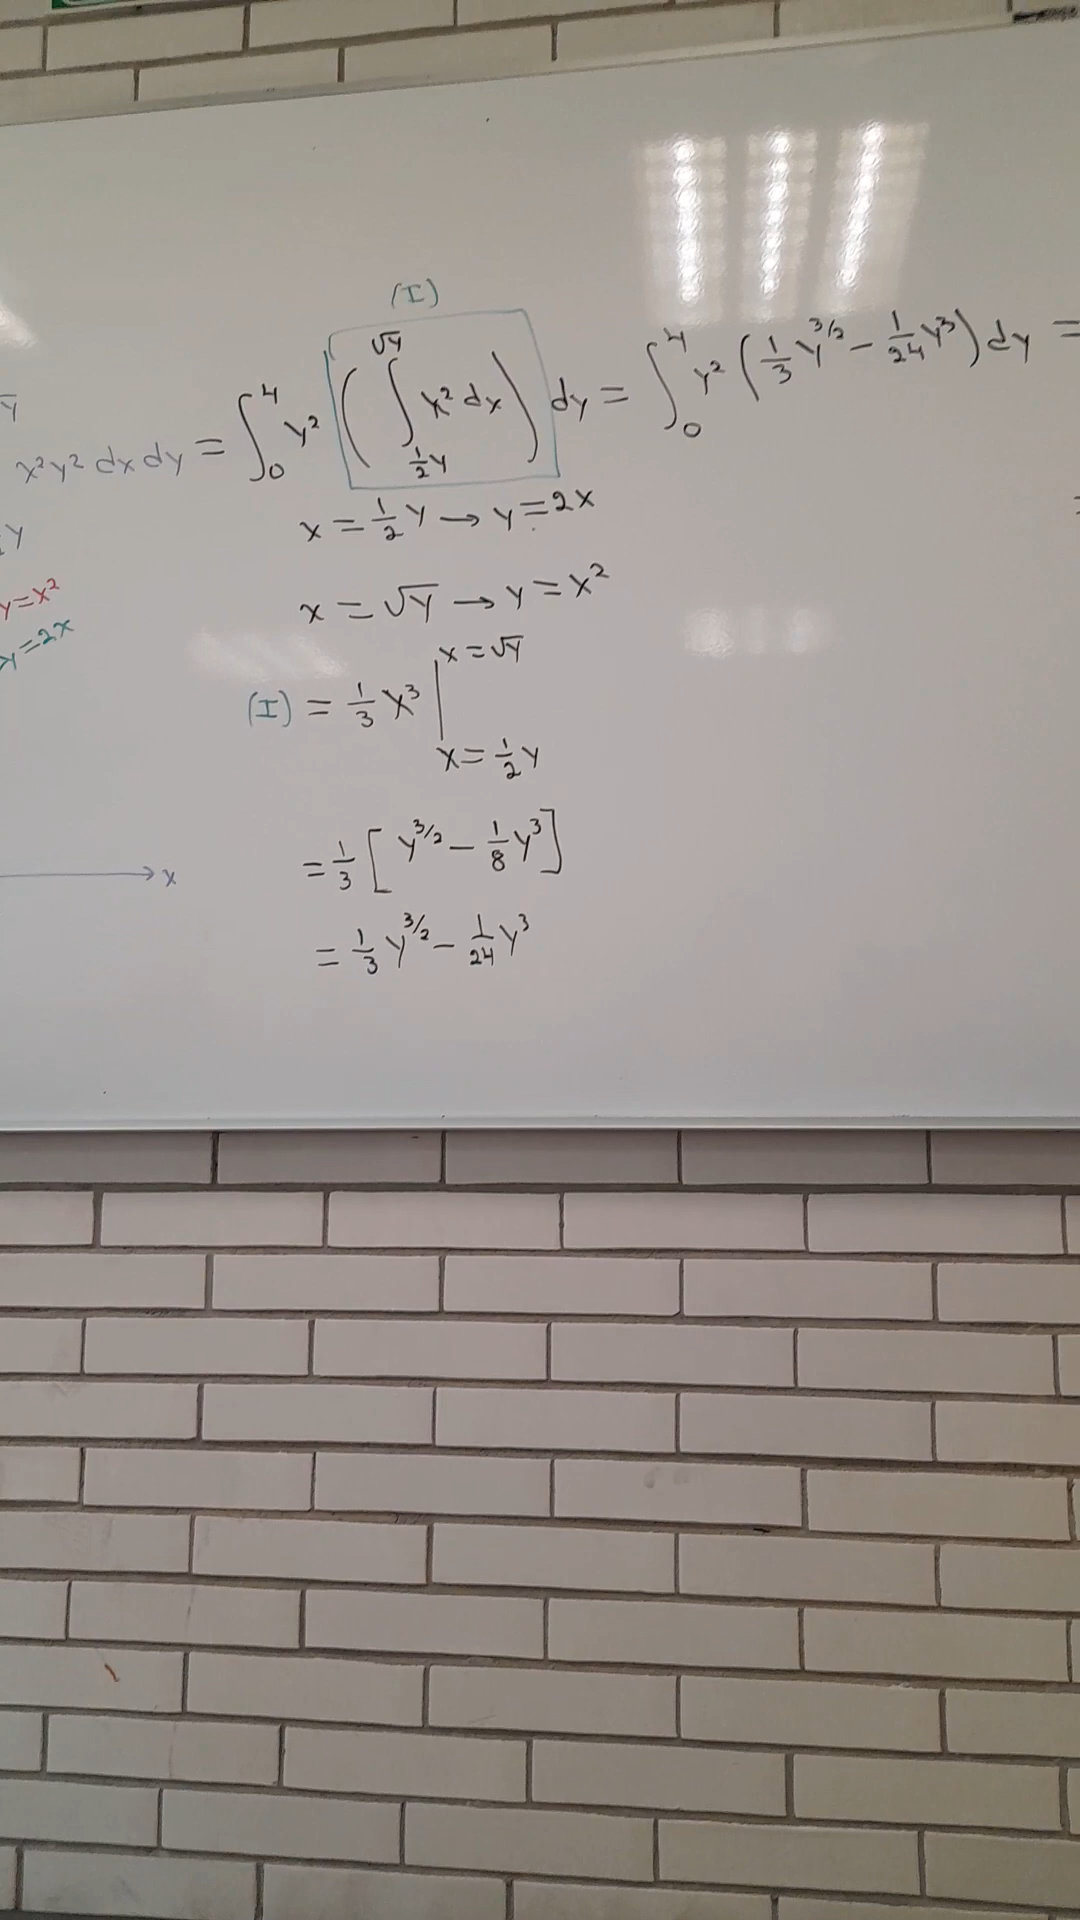 (I)
x²y² dx dy = ∫₀⁴ y² ( ∫_{½y}^{√y} x² dx ) dy = ∫₀⁴ y² ( 1/3 y^{3/2} − 1/24 y³ ) dy =
x = 1/2 y → y = 2x
y = x²
x = √y → y = x²
y = 2x
(I) = 1/3 x³ |_{x = 1/2 y}^{x = √y}
= 1/3 [ y^{3/2} − 1/8 y³ ]
x
= 1/3 y^{3/2} − 1/24 y³